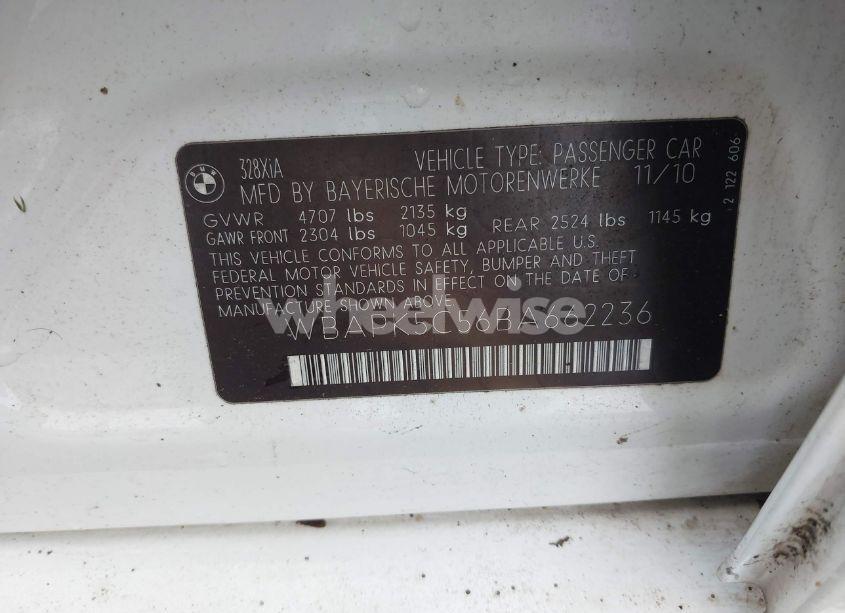 328XiA
VEHICLE TYPE: PASSENGER CAR
MFD BY BAYERISCHE MOTORENWERKE 11/10
GVWR 4707 lbs 2135 kg
GAWR FRONT 2304 lbs 1045 kg REAR 2524 lbs 1145 kg
THIS VEHICLE CONFORMS TO ALL APPLICABLE U.S.
FEDERAL MOTOR VEHICLE SAFETY, BUMPER AND THEFT
PREVENTION STANDARDS IN EFFECT ON THE DATE OF
MANUFACTURE SHOWN ABOVE
WBAPK5C56BA662236
2 122 606
BMW
wheelwise